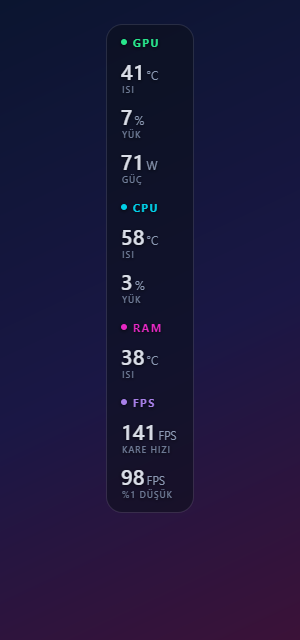 GPU
41 °C
ISI
7 %
YÜK
71 W
GÜÇ
CPU
58 °C
ISI
3 %
YÜK
RAM
38 °C
ISI
FPS
141 FPS
KARE HIZI
98 FPS
%1 DÜŞÜK